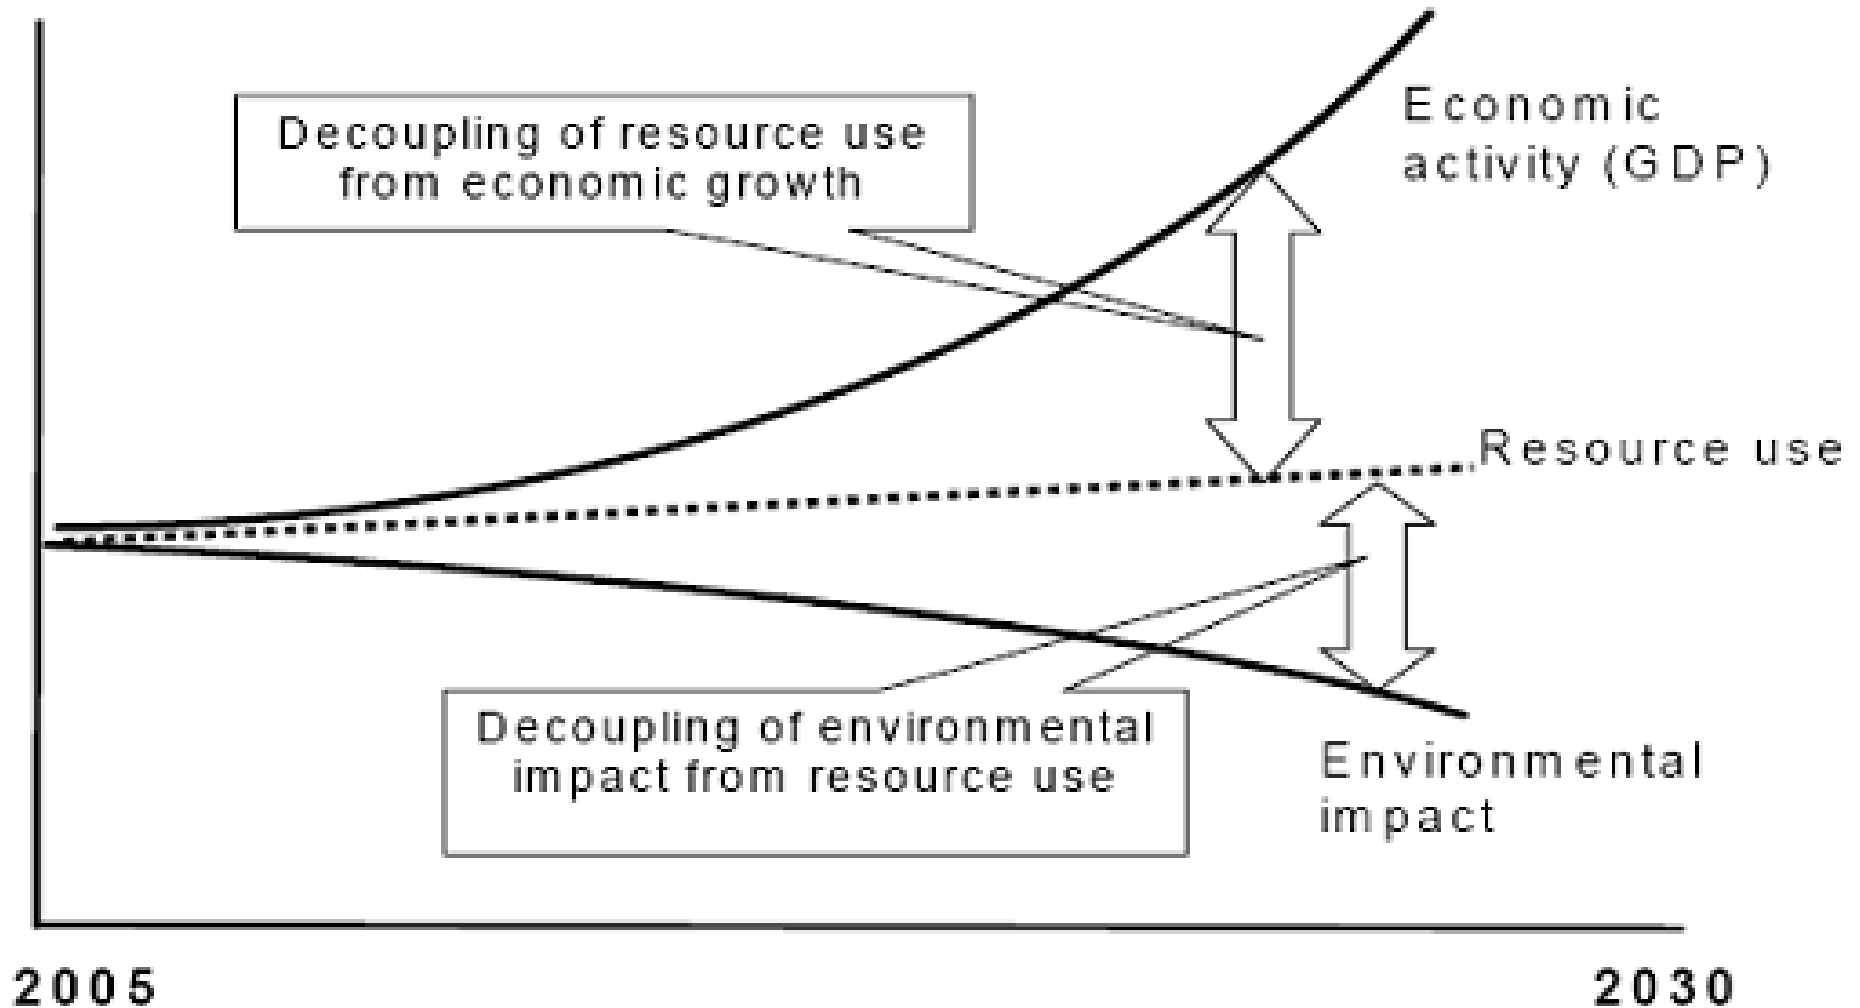 Economic
activity (GDP)
Decoupling of resource use
from economic growth
Resource use
Decoupling of environmental
impact from resource use
Environmental
impact
2005
2030